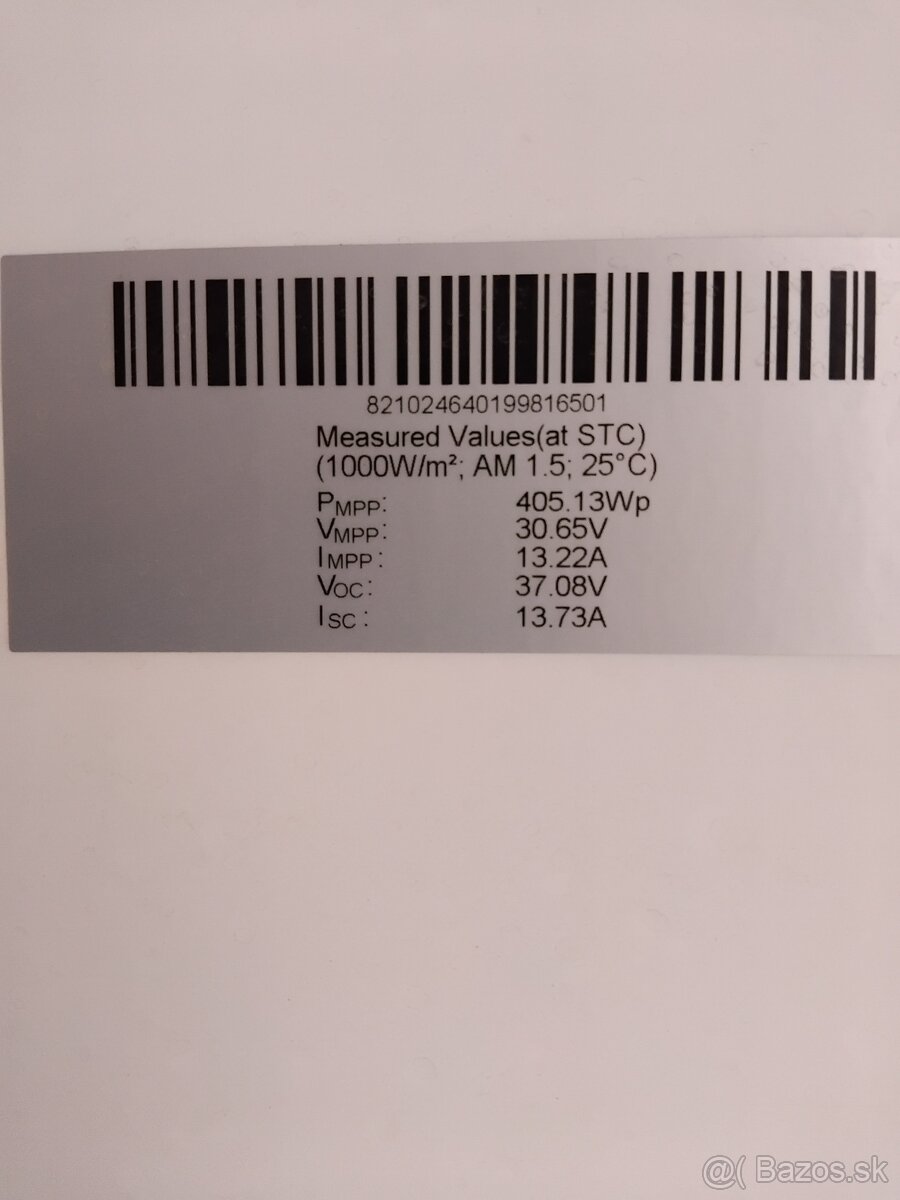 821024640199816501
Measured Values(at STC)
(1000W/m²; AM 1.5; 25°C)
PMPP: 405.13Wp
VMPP: 30.65V
IMPP: 13.22A
VOC: 37.08V
ISC: 13.73A
@( Bazos.sk